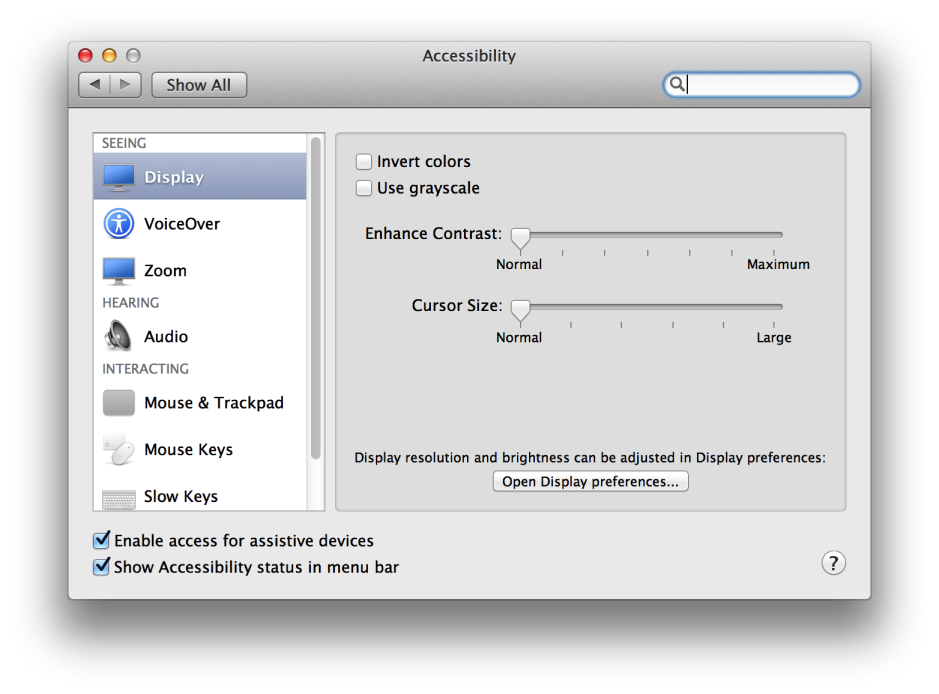 Accessibility
Show All
SEEING
Display
VoiceOver
Zoom
HEARING
Audio
INTERACTING
Mouse & Trackpad
Mouse Keys
Slow Keys
Invert colors
Use grayscale
Enhance Contrast:
Normal Maximum
Cursor Size:
Normal Large
Display resolution and brightness can be adjusted in Display preferences:
Open Display preferences...
Enable access for assistive devices
Show Accessibility status in menu bar
?